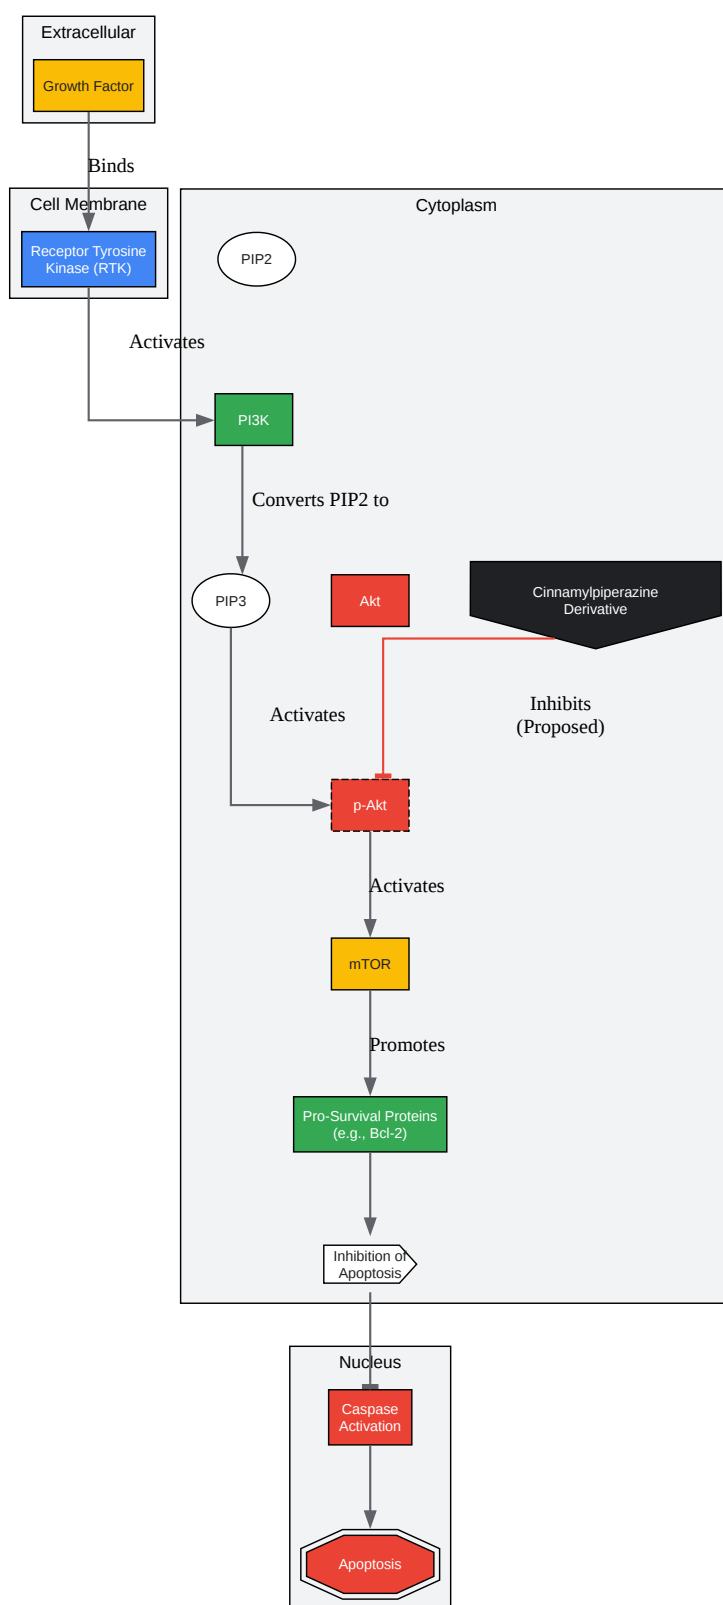 Extracellular
Growth Factor
Binds
Cell Membrane
Receptor Tyrosine
Kinase (RTK)
Cytoplasm
PIP2
Activates
PI3K
Converts PIP2 to
PIP3
Akt
Cinnamylpiperazine
Derivative
Activates
Inhibits
(Proposed)
p-Akt
Activates
mTOR
Promotes
Pro-Survival Proteins
(e.g., Bcl-2)
Inhibition of
Apoptosis
Nucleus
Caspase
Activation
Apoptosis